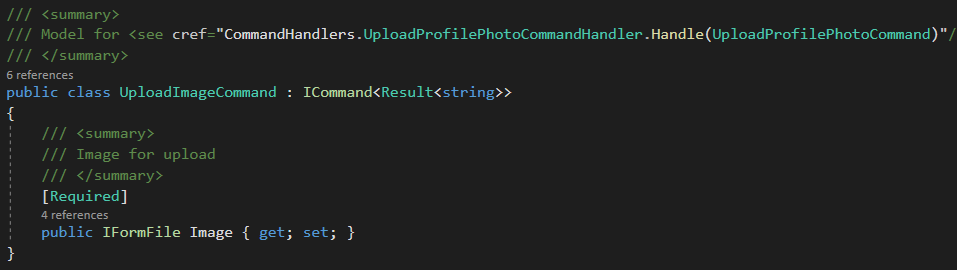 /// <summary>
/// Model for <see cref="CommandHandlers.UploadProfilePhotoCommandHandler.Handle(UploadProfilePhotoCommand)"/
/// </summary>
6 references
public class UploadImageCommand : ICommand<Result<string>>
{
/// <summary>
/// Image for upload
/// </summary>
[Required]
4 references
public IFormFile Image { get; set; }
}